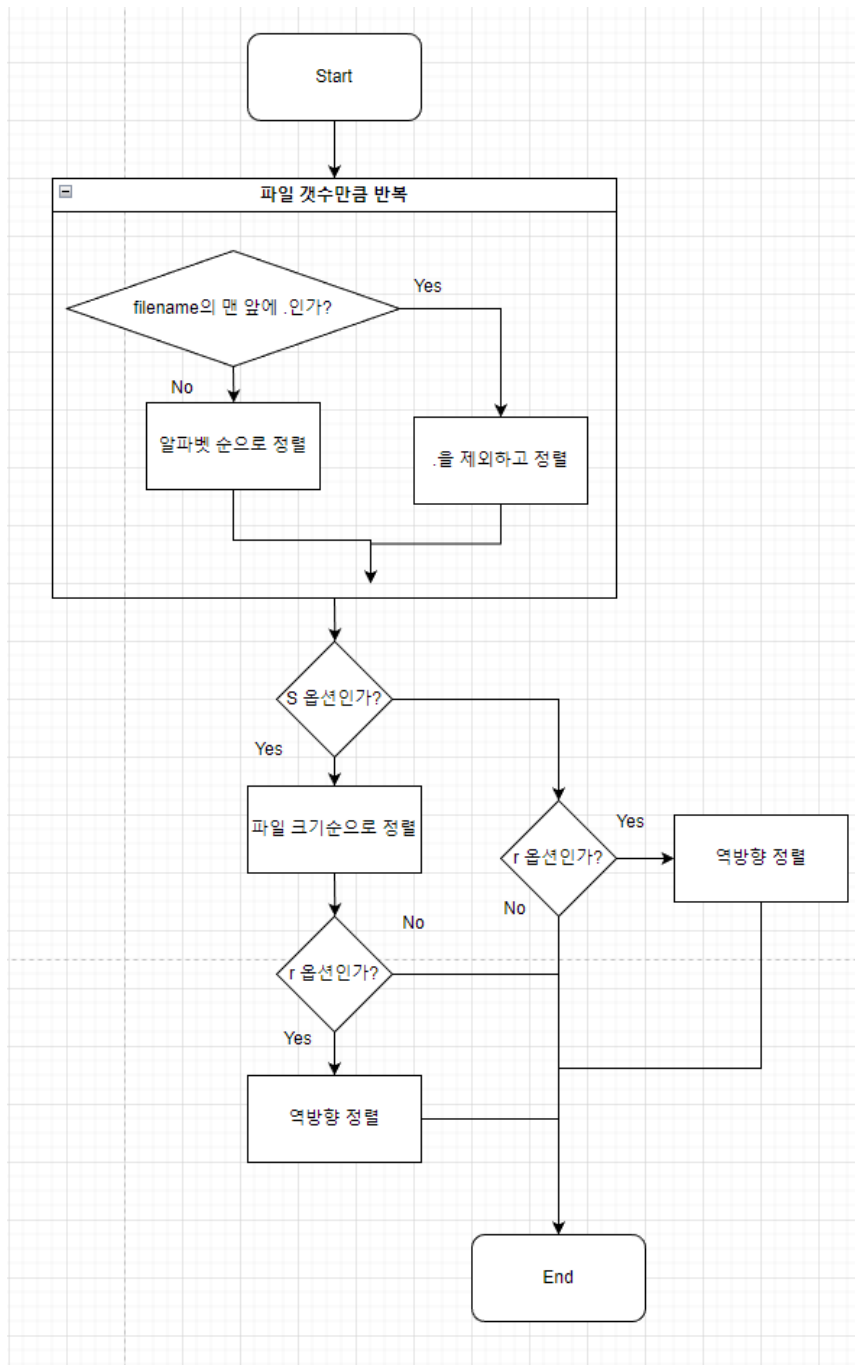 Start
파일 갯수만큼 반복
filename의 맨 앞에 .인가?
Yes
No
알파벳 순으로 정렬
.을 제외하고 정렬
S 옵션인가?
Yes
파일 크기순으로 정렬
r 옵션인가?
Yes
역방향 정렬
No
No
r 옵션인가?
Yes
역방향 정렬
End